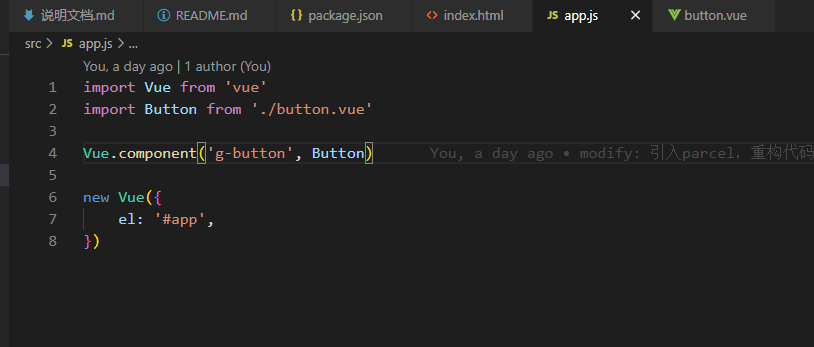 说明文档.md README.md package.json index.html app.js button.vue
src > JS app.js > ...
You, a day ago | 1 author (You)
1 import Vue from 'vue'
2 import Button from './button.vue'
3
4 Vue.component('g-button', Button) You, a day ago • modify: 引入parcel，重构代码
5
6 new Vue({
7 el: '#app',
8 })